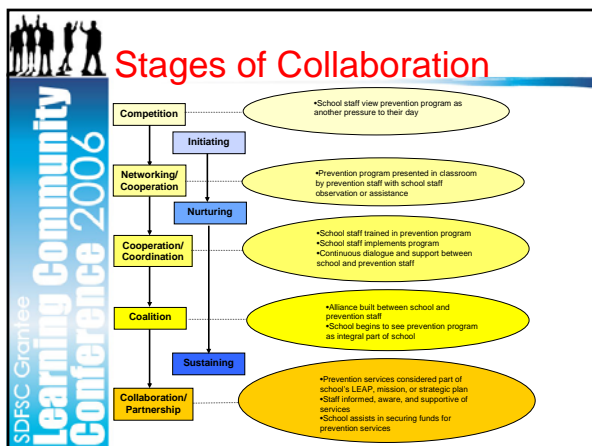 Stages of Collaboration
SDFSC Grantee
Learning Community
Conference 2006
Competition
•School staff view prevention program as
another pressure to their day
Initiating
Networking/
Cooperation
•Prevention program presented in classroom
by prevention staff with school staff
observation or assistance
Nurturing
Cooperation/
Coordination
•School staff trained in prevention program
•School staff implements program
•Continuous dialogue and support between
school and prevention staff
Coalition
•Alliance built between school and
prevention staff
•School begins to see prevention program
as integral part of school
Sustaining
Collaboration/
Partnership
•Prevention services considered part of
school's LEAP, mission, or strategic plan
•Staff informed, aware, and supportive of
services
•School assists in securing funds for
prevention services